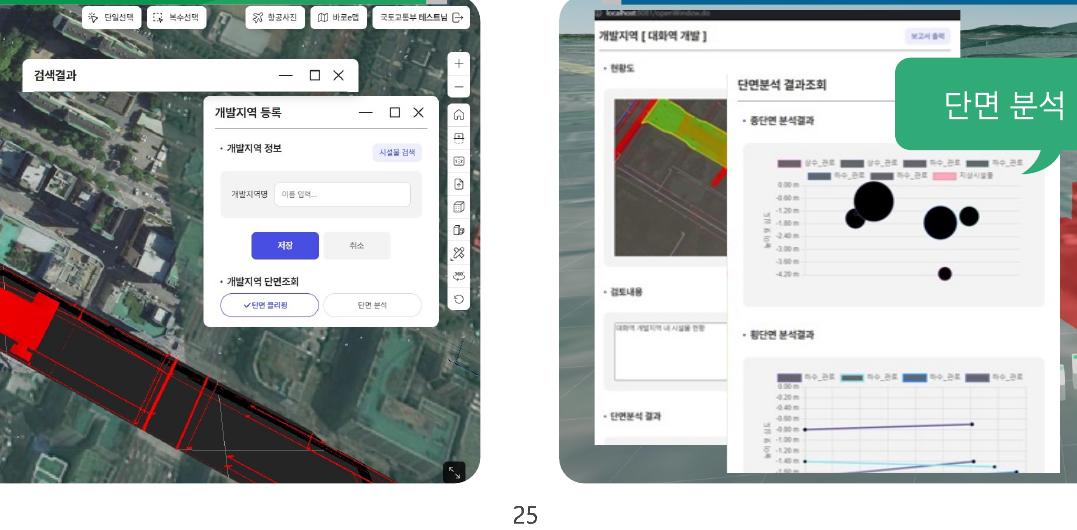 단일선택
복수선택
항공사진
바로e맵
국토교통부 테스트님
검색결과
개발지역 등록
• 개발지역 정보
시설물 검색
개발지역명
이름 입력...
저장
취소
• 개발지역 단면조회
단면 클리핑
단면 분석
localhost:8081/openWindow.do
개발지역 [ 대화역 개발 ]
보고서 출력
• 현황도
• 검토내용
대화역 개발지역 내 시설물 현황
• 단면분석 결과
단면분석 결과조회
• 종단면 분석결과
상수_관로 상수_관로 하수_관로 하수_관로
하수_관로 하수_관로 지상시설물
0.00 m
-0.60 m
-1.20 m
-1.80 m
-2.40 m
-3.00 m
-3.60 m
-4.20 m
• 횡단면 분석결과
하수_관로 하수_관로 하수_관로 하수_관로
0.00 m
-0.20 m
-0.40 m
-0.60 m
-0.80 m
-1.00 m
-1.20 m
-1.40 m
-1.60 m
단면 분석
25